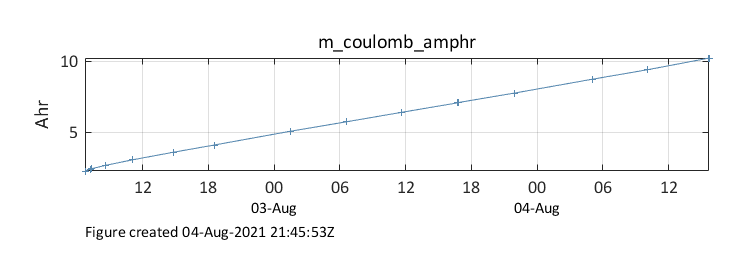 m_coulomb_amphr
10
5
Ahr
12 18 00 06 12 18 00 06 12
03-Aug 04-Aug
Figure created 04-Aug-2021 21:45:53Z